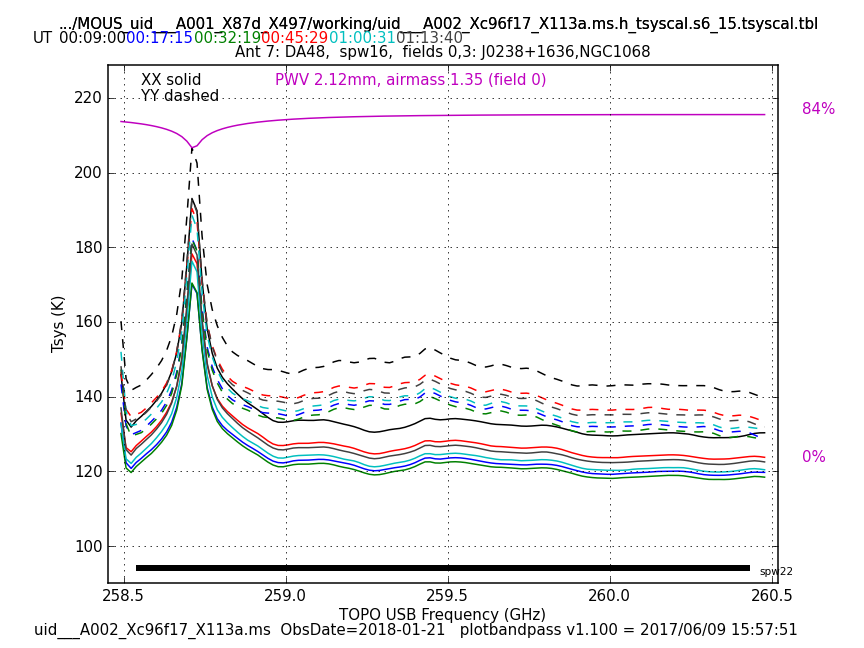 .../MOUS_uid___A001_X87d_X497/working/uid___A002_Xc96f17_X113a.ms.h_tsyscal.s6_15.tsyscal.tbl
UT 00:09:00 00:17:15 00:32:19 00:45:29 01:00:31 01:13:40
Ant 7: DA48, spw16, fields 0,3: J0238+1636,NGC1068
XX solid
YY dashed
PWV 2.12mm, airmass 1.35 (field 0)
84%
0%
220
200
180
160
140
120
100
Tsys (K)
spw22
258.5 259.0 259.5 260.0 260.5
TOPO USB Frequency (GHz)
uid___A002_Xc96f17_X113a.ms ObsDate=2018-01-21 plotbandpass v1.100 = 2017/06/09 15:57:51